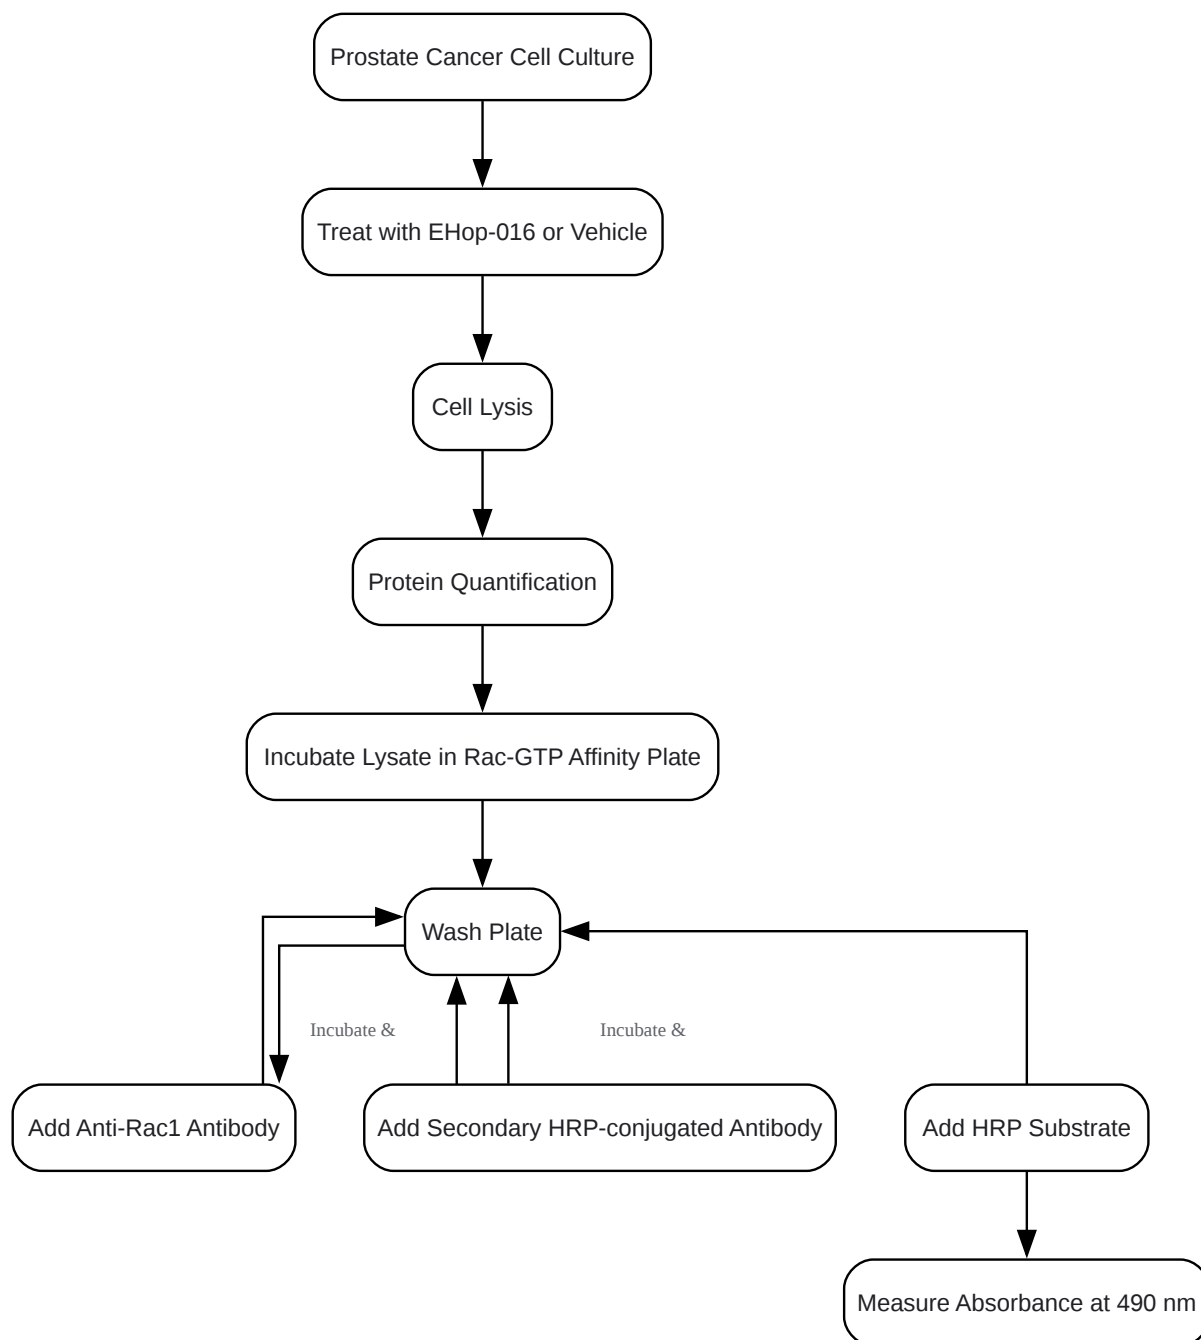 Prostate Cancer Cell Culture
Treat with EHop-016 or Vehicle
Cell Lysis
Protein Quantification
Incubate Lysate in Rac-GTP Affinity Plate
Wash Plate
Incubate &
Incubate &
Add Anti-Rac1 Antibody
Add Secondary HRP-conjugated Antibody
Add HRP Substrate
Measure Absorbance at 490 nm